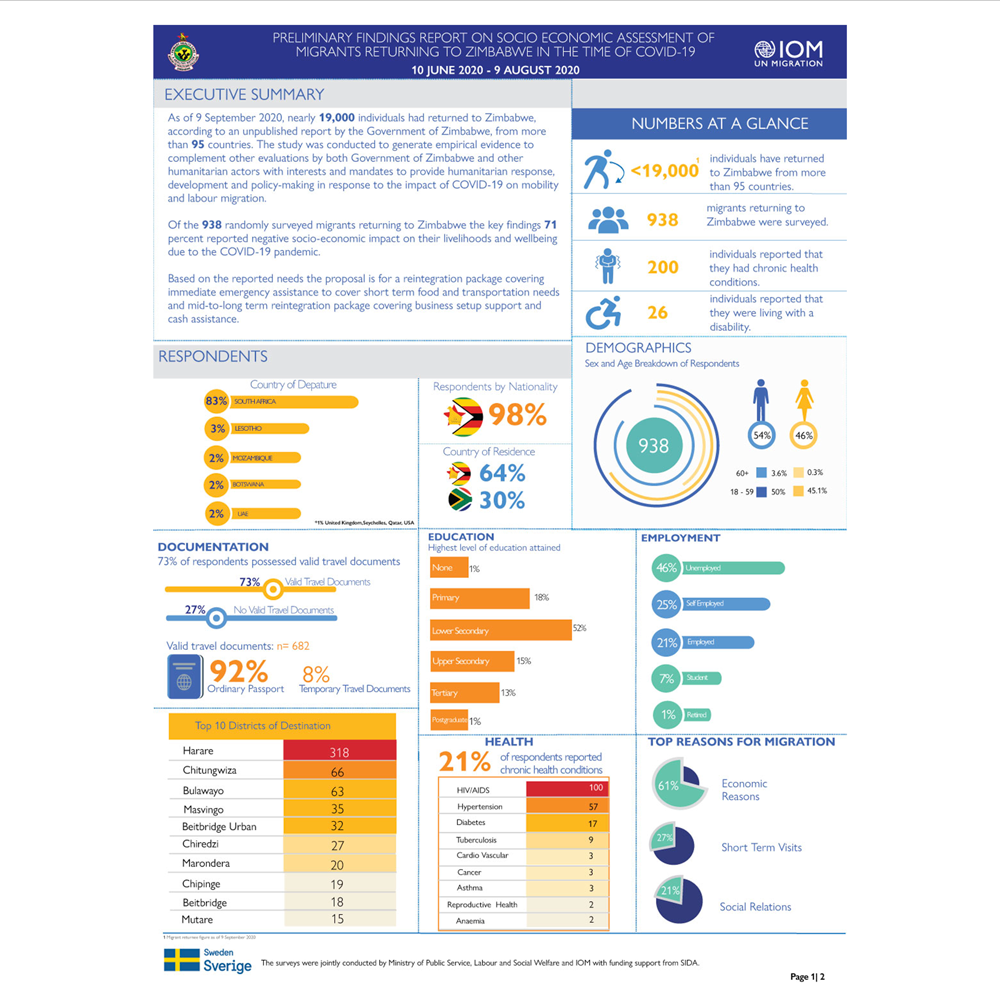 PRELIMINARY FINDINGS REPORT ON SOCIO ECONOMIC ASSESSMENT OF
MIGRANTS RETURNING TO ZIMBABWE IN THE TIME OF COVID-19
10 JUNE 2020 - 9 AUGUST 2020
IOM
UN MIGRATION
EXECUTIVE SUMMARY
As of 9 September 2020, nearly 19,000 individuals had returned to Zimbabwe,
according to an unpublished report by the Government of Zimbabwe, from more
than 95 countries. The study was conducted to generate empirical evidence to
complement other evaluations by both Government of Zimbabwe and other
humanitarian actors with interests and mandates to provide humanitarian response,
development and policy-making in response to the impact of COVID-19 on mobility
and labour migration.
Of the 938 randomly surveyed migrants returning to Zimbabwe the key findings 71
percent reported negative socio-economic impact on their livelihoods and wellbeing
due to the COVID-19 pandemic.
Based on the reported needs the proposal is for a reintegration package covering
immediate emergency assistance to cover short term food and transportation needs
and mid-to-long term reintegration package covering business setup support and
cash assistance.
NUMBERS AT A GLANCE
<19,000 1
individuals have returned
to Zimbabwe from more
than 95 countries.
938
migrants returning to
Zimbabwe were surveyed.
200
individuals reported that
they had chronic health
conditions.
26
individuals reported that
they were living with a
disability.
RESPONDENTS
Country of Depature
83% SOUTH AFRICA
3% LESOTHO
2% MOZAMBIQUE
2% BOTSWANA
2% UAE
*1% United Kingdom,Seychelles, Qatar, USA
Respondents by Nationality
98%
Country of Residence
64%
30%
DEMOGRAPHICS
Sex and Age Breakdown of Respondents
938
54% 46%
60+ 3.6% 0.3%
18 - 59 50% 45.1%
DOCUMENTATION
73% of respondents possessed valid travel documents
73% Valid Travel Documents
27% No Valid Travel Documents
Valid travel documents: n= 682
92% 8%
Ordinary Passport Temporary Travel Documents
EDUCATION
Highest level of education attained
None 1%
Primary 18%
Lower Secondary 52%
Upper Secondary 15%
Tertiary 13%
Postgraduate 1%
EMPLOYMENT
46% Unemployed
25% Self Employed
21% Employed
7% Student
1% Retired
Top 10 Districts of Destination
Harare 318
Chitungwiza 66
Bulawayo 63
Masvingo 35
Beitbridge Urban 32
Chiredzi 27
Marondera 20
Chipinge 19
Beitbridge 18
Mutare 15
HEALTH
21% of respondents reported
chronic health conditions
HIV/AIDS 100
Hypertension 57
Diabetes 17
Tuberculosis 9
Cardio Vascular 3
Cancer 3
Asthma 3
Reproductive Health 2
Anaemia 2
TOP REASONS FOR MIGRATION
61% Economic
Reasons
27% Short Term Visits
21% Social Relations
1 Migrant returnee figure as of 9 September 2020
Sweden
Sverige
The surveys were jointly conducted by Ministry of Public Service, Labour and Social Welfare and IOM with funding support from SIDA.
Page 1| 2